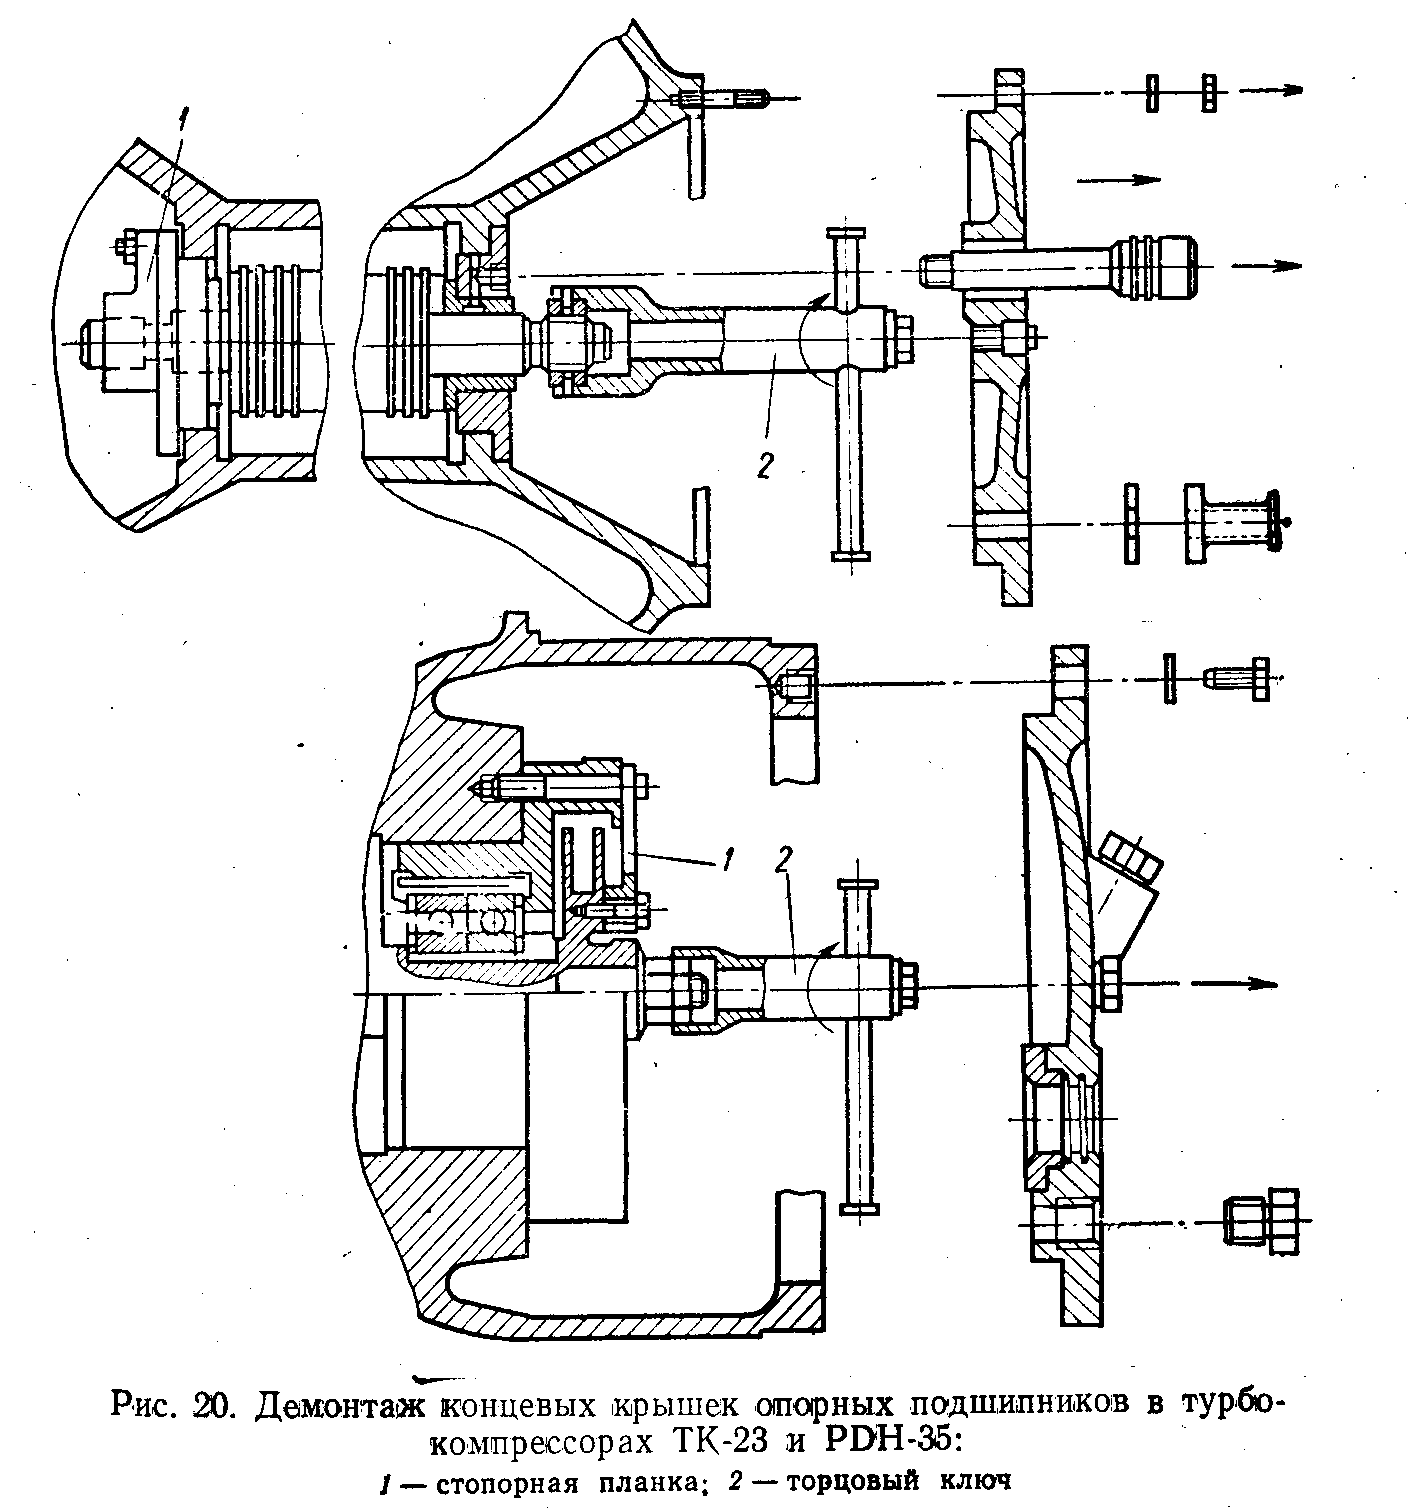 1
2
1
2
Рис. 20. Демонтаж концевых крышек опорных подшипников в турбо-
компрессорах ТК-23 и PDH-35:
1 — стопорная планка; 2 — торцовый ключ